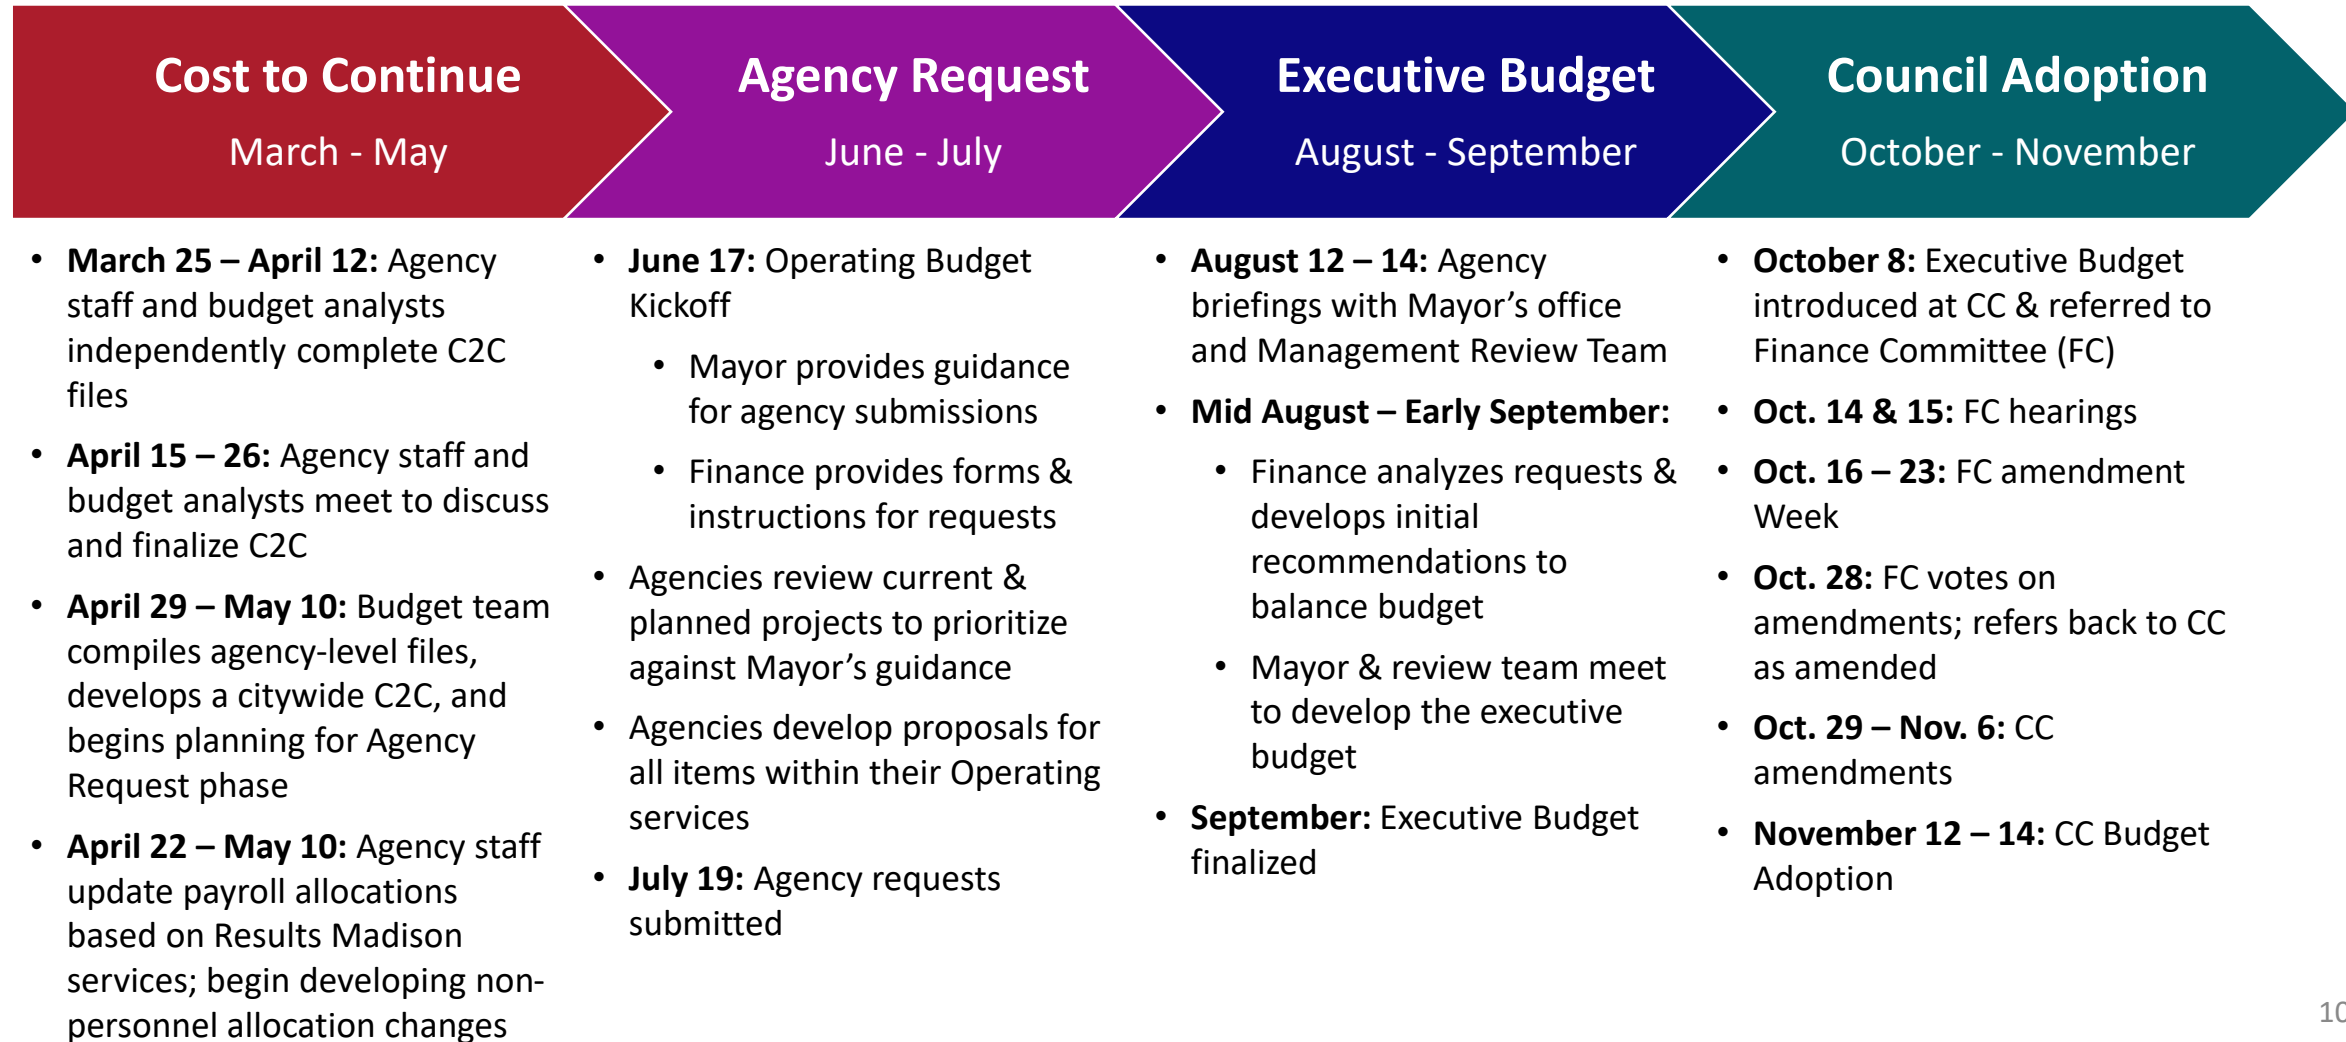 Cost to Continue
March - May
Agency Request
June - July
Executive Budget
August - September
Council Adoption
October - November
• March 25 – April 12: Agency
staff and budget analysts
independently complete C2C
files
• April 15 – 26: Agency staff and
budget analysts meet to discuss
and finalize C2C
• April 29 – May 10: Budget team
compiles agency-level files,
develops a citywide C2C, and
begins planning for Agency
Request phase
• April 22 – May 10: Agency staff
update payroll allocations
based on Results Madison
services; begin developing non-
personnel allocation changes
• June 17: Operating Budget
Kickoff
• Mayor provides guidance
for agency submissions
• Finance provides forms &
instructions for requests
• Agencies review current &
planned projects to prioritize
against Mayor’s guidance
• Agencies develop proposals for
all items within their Operating
services
• July 19: Agency requests
submitted
• August 12 – 14: Agency
briefings with Mayor’s office
and Management Review Team
• Mid August – Early September:
• Finance analyzes requests &
develops initial
recommendations to
balance budget
• Mayor & review team meet
to develop the executive
budget
• September: Executive Budget
finalized
• October 8: Executive Budget
introduced at CC & referred to
Finance Committee (FC)
• Oct. 14 & 15: FC hearings
• Oct. 16 – 23: FC amendment
Week
• Oct. 28: FC votes on
amendments; refers back to CC
as amended
• Oct. 29 – Nov. 6: CC
amendments
• November 12 – 14: CC Budget
Adoption
10